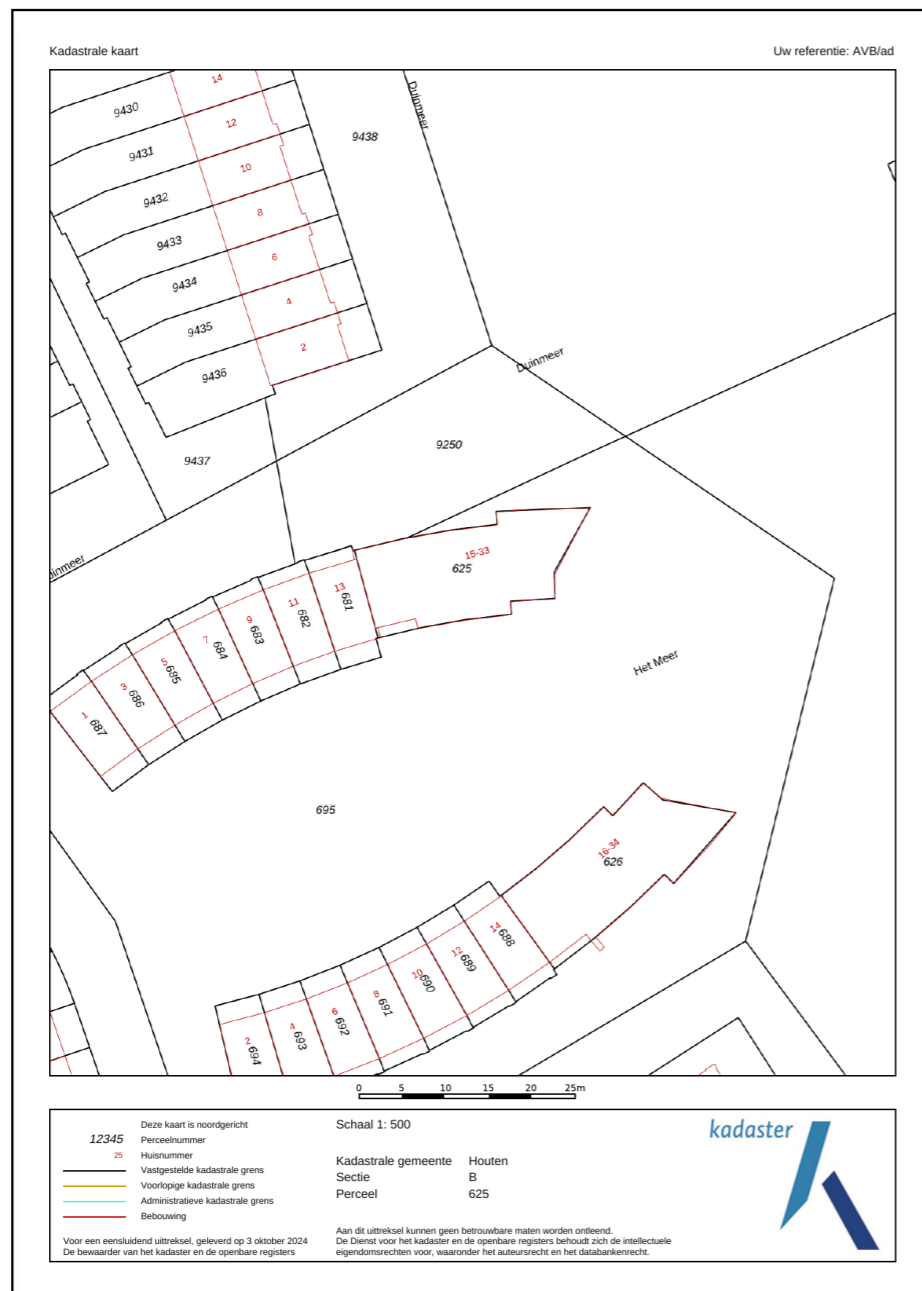 Kadastrale kaart
Uw referentie: AVB/ad
14
9430
12
9431
10
9432
8
9433
6
9434
4
9435
2
9436
9438
Duinmeer
Duinmeer
9437
9250
15-33
625
13
681
11
682
9
683
7
684
5
685
3
686
1
687
Het Meer
695
16-34
626
14
688
12
689
10
690
8
691
6
692
4
693
2
694
0 5 10 15 20 25m
Deze kaart is noordgericht
12345 Perceelnummer
25 Huisnummer
Vastgestelde kadastrale grens
Voorlopige kadastrale grens
Administratieve kadastrale grens
Bebouwing
Voor een eensluidend uittreksel, geleverd op 3 oktober 2024
De bewaarder van het kadaster en de openbare registers
Schaal 1: 500
Kadastrale gemeente Houten
Sectie B
Perceel 625
Aan dit uittreksel kunnen geen betrouwbare maten worden ontleend.
De Dienst voor het kadaster en de openbare registers behoudt zich de intellectuele
eigendomsrechten voor, waaronder het auteursrecht en het databankenrecht.
kadaster